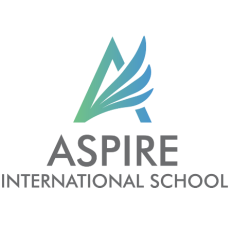 ASPIRE
INTERNATIONAL SCHOOL